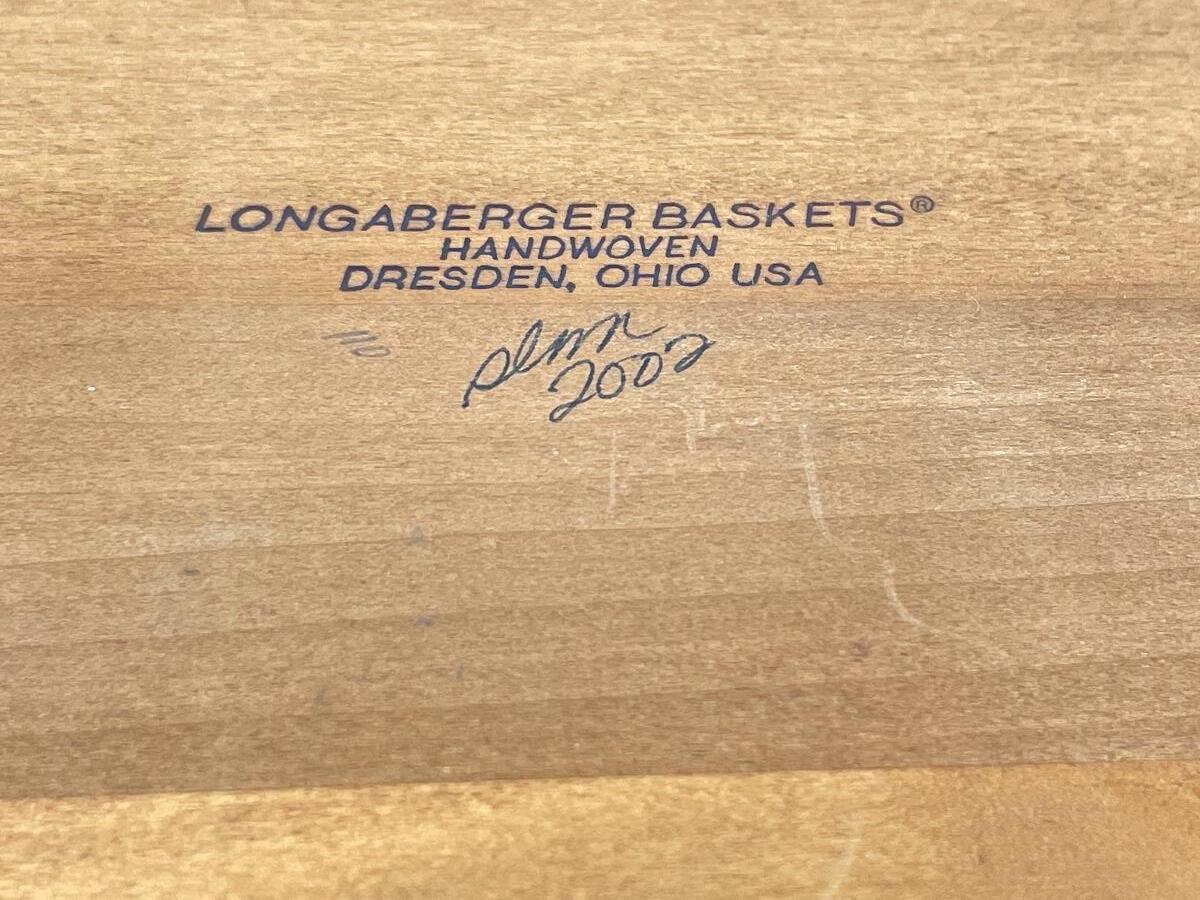 LONGABERGER BASKETS®
HANDWOVEN
DRESDEN, OHIO USA
2002